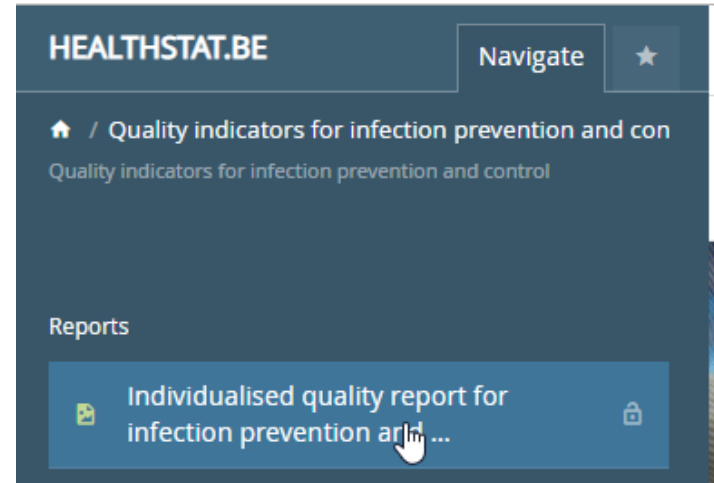 HEALTHSTAT.BE
Navigate
/ Quality indicators for infection prevention and con
Quality indicators for infection prevention and control
Reports
Individualised quality report for
infection prevention and ...